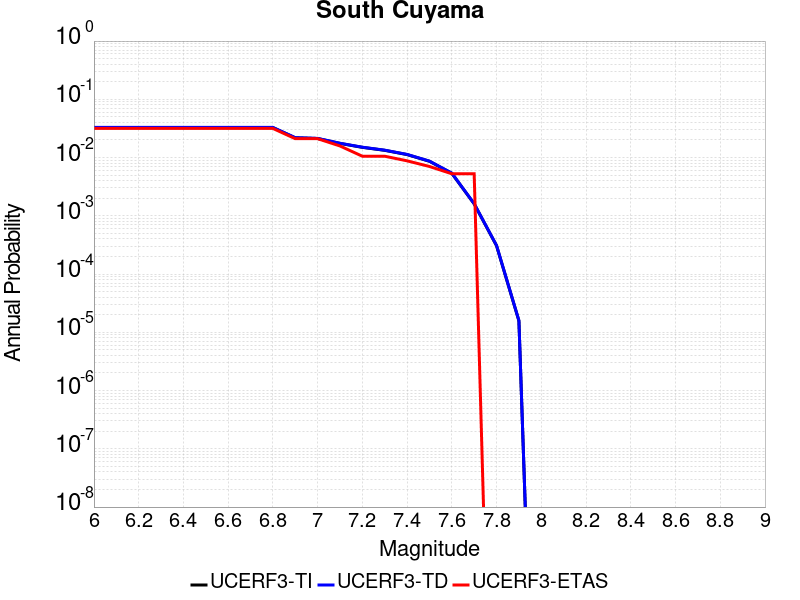 South Cuyama
10^0
10^-1
10^-2
10^-3
10^-4
10^-5
10^-6
10^-7
10^-8
Annual Probability
6 6.2 6.4 6.6 6.8 7 7.2 7.4 7.6 7.8 8 8.2 8.4 8.6 8.8 9
Magnitude
UCERF3-TI UCERF3-TD UCERF3-ETAS